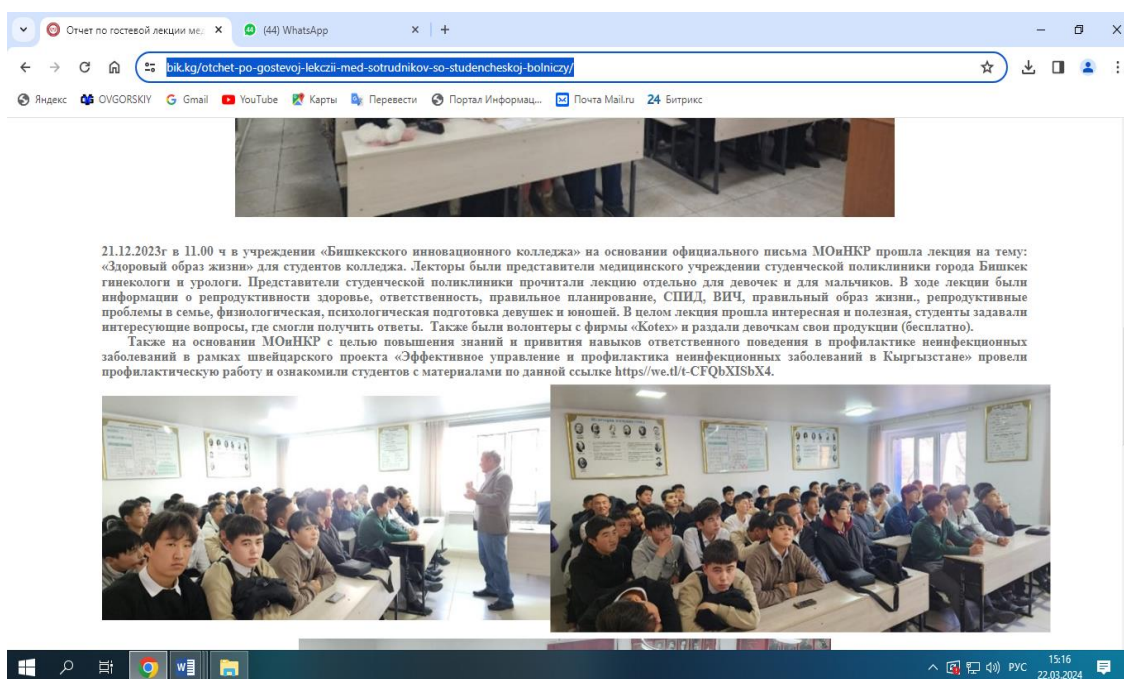 Отчет по гостевой лекции ме
(44) WhatsApp
bik.kg/otchet-po-gostevoj-lekczii-med-sotrudnikov-so-studencheskoj-bolniczy/
Яндекс OVGORSKIY Gmail YouTube Карты Перевести Портал Информац... Почта Mail.ru 24 Битрикс
21.12.2023г в 11.00 ч в учреждении «Бишкекского инновационного колледжа» на основании официального письма МОиНКР прошла лекция на тему:
«Здоровый образ жизни» для студентов колледжа. Лекторы были представители медицинского учреждении студенческой поликлиники города Бишкек
гинекологи и урологи. Представители студенческой поликлиники прочитали лекцию отдельно для девочек и для мальчиков. В ходе лекции были
информации о репродуктивности здоровье, ответственность, правильное планирование, СПИД, ВИЧ, правильный образ жизни., репродуктивные
проблемы в семье, физиологическая, психологическая подготовка девушек и юношей. В целом лекция прошла интересная и полезная, студенты задавали
интересующие вопросы, где смогли получить ответы. Также были волонтеры с фирмы «Kotex» и раздали девочкам свои продукции (бесплатно).
Также на основании МОиНКР с целью повышения знаний и привития навыков ответственного поведения в профилактике неинфекционных
заболеваний в рамках швейцарского проекта «Эффективное управление и профилактика неинфекционных заболеваний в Кыргызстане» провели
профилактическую работу и ознакомили студентов с материалами по данной ссылке https//we.tl/t-CFQbXISbX4.
РУС
15:16
22.03.2024